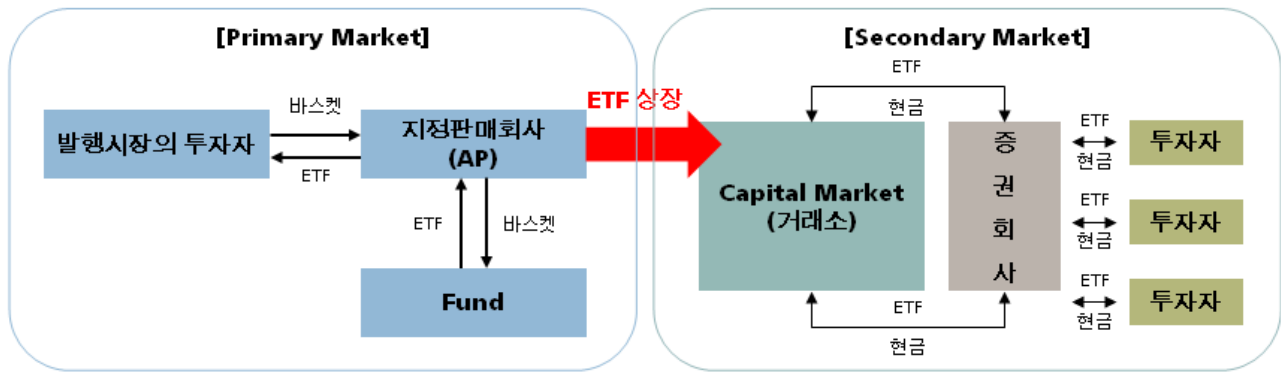 [Primary Market]
발행시장의 투자자
바스켓
ETF
지정판매회사
(AP)
ETF
바스켓
Fund
ETF 상장
[Secondary Market]
ETF
현금
Capital Market
(거래소)
증
권
회
사
ETF
현금
ETF
현금
투자자
ETF
현금
투자자
ETF
현금
투자자